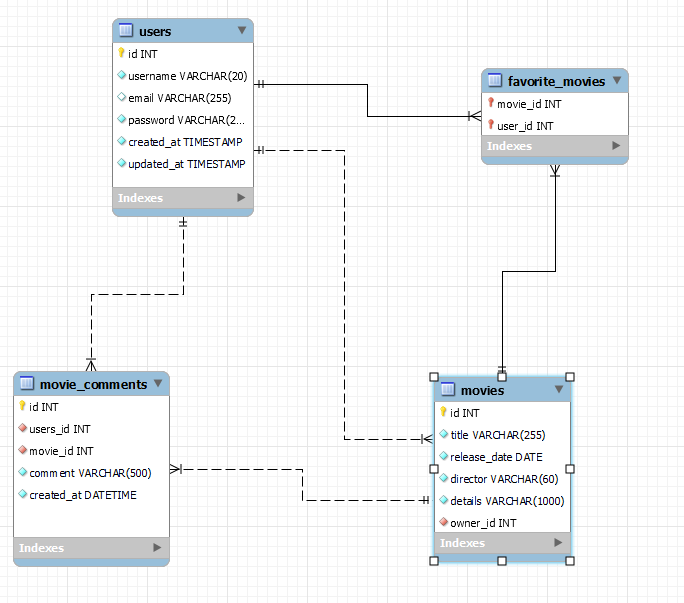 users
id INT
username VARCHAR(20)
email VARCHAR(255)
password VARCHAR(2...
created_at TIMESTAMP
updated_at TIMESTAMP
Indexes
favorite_movies
movie_id INT
user_id INT
Indexes
movie_comments
id INT
users_id INT
movie_id INT
comment VARCHAR(500)
created_at DATETIME
Indexes
movies
id INT
title VARCHAR(255)
release_date DATE
director VARCHAR(60)
details VARCHAR(1000)
owner_id INT
Indexes